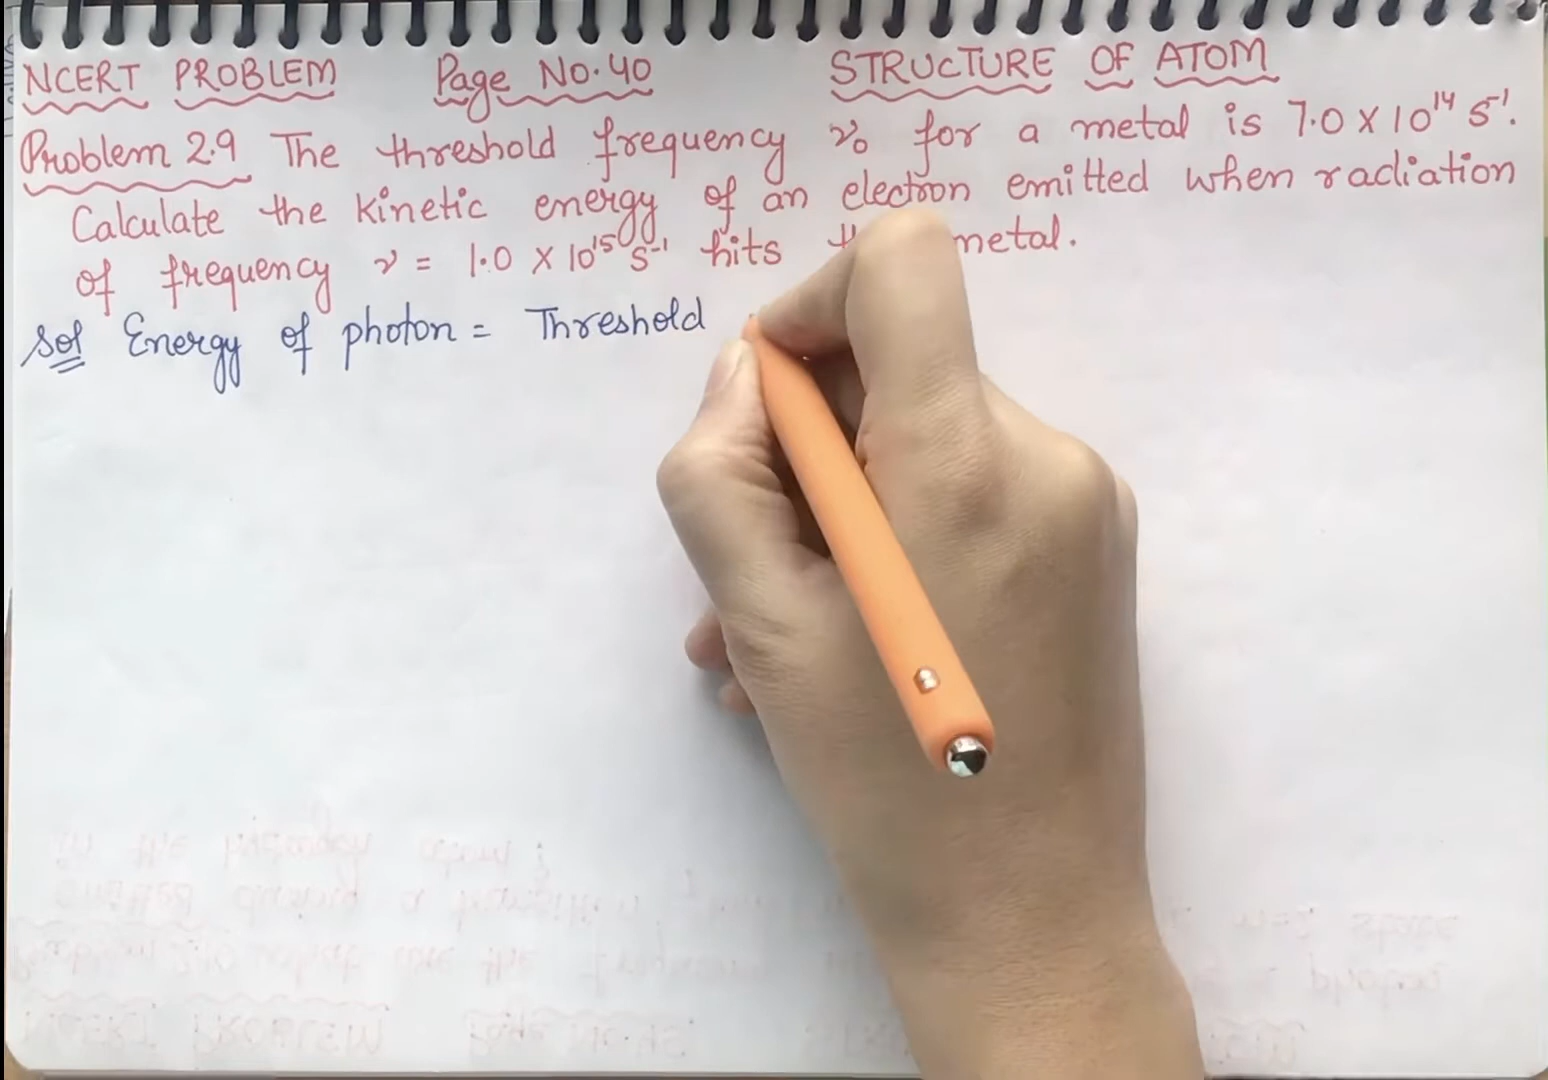 NCERT PROBLEM Page No.40 STRUCTURE OF ATOM
Problem 2.9 The threshold frequency ν₀ for a metal is 7.0 x 10¹⁴ s⁻¹.
Calculate the kinetic energy of an electron emitted when radiation
of frequency ν = 1.0 x 10¹⁵ s⁻¹ hits metal.
Sol Energy of photon = Threshold